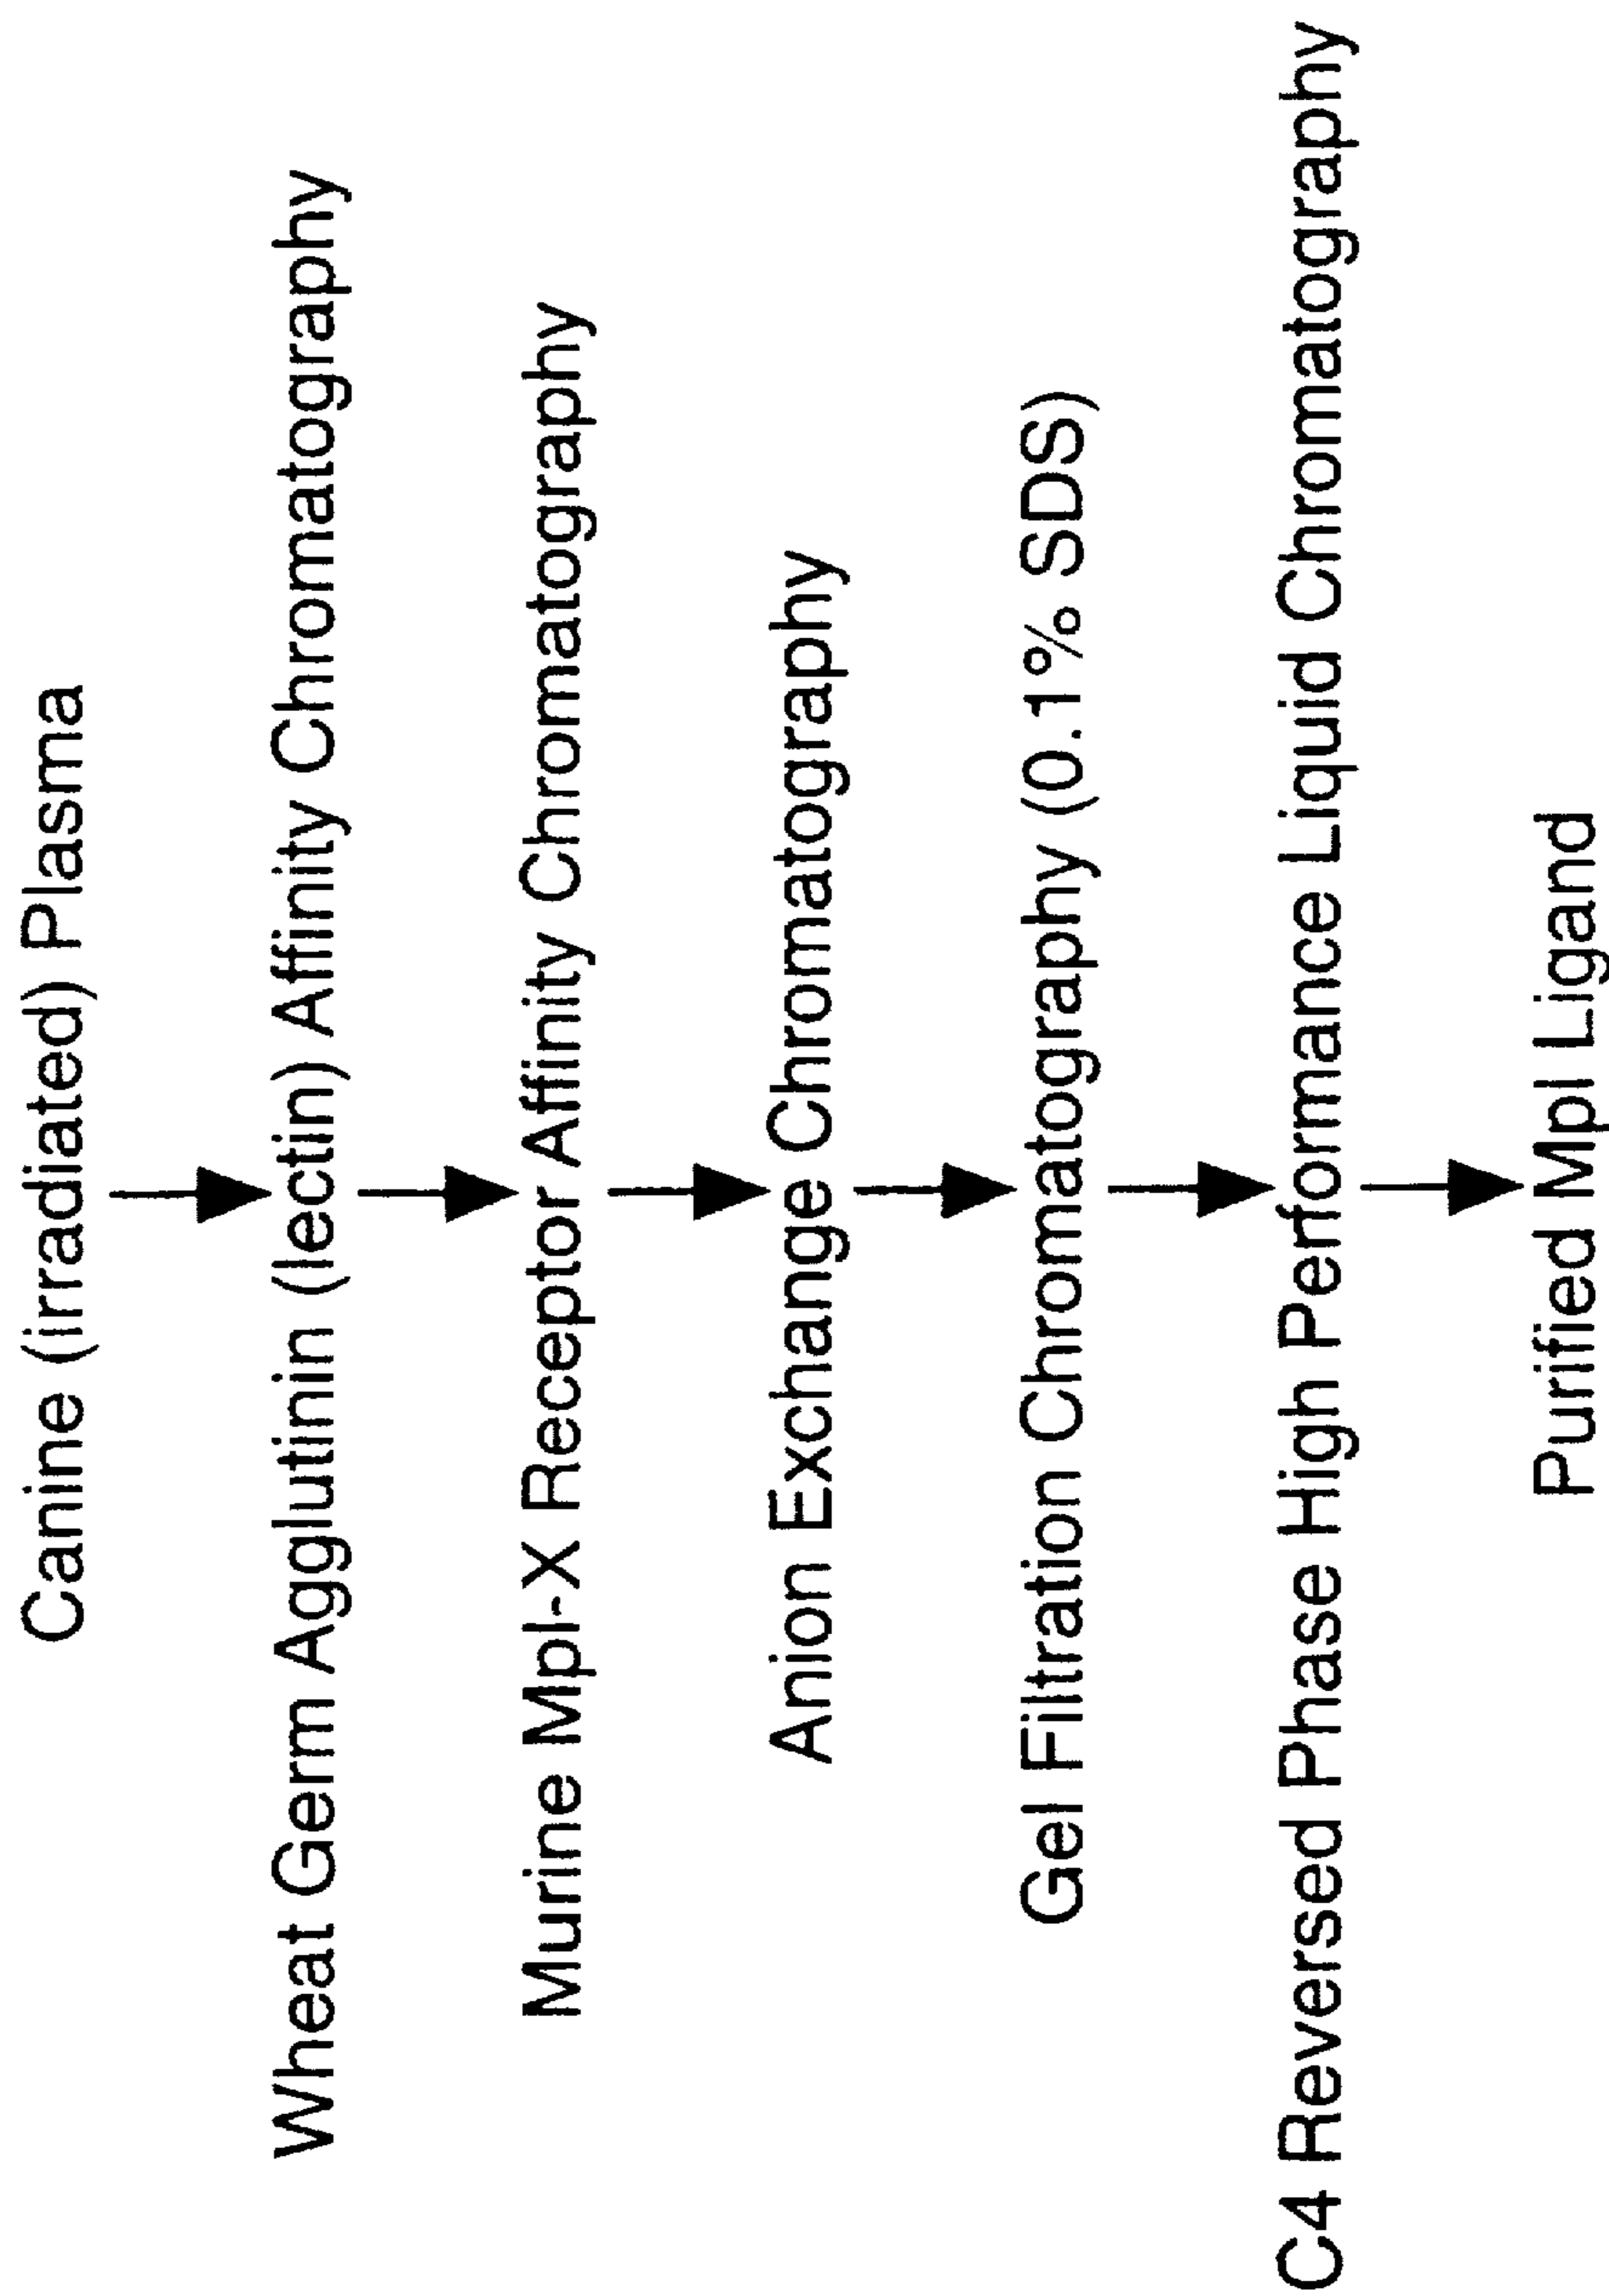 Canine (irradiated) Plasma
Wheat Germ Agglutinin (lectin) Affinity Chromatography
Murine Mpl-X Receptor Affinity Chromatography
Anion Exchange Chromatography
Gel Filtration Chromatography (0.1% SDS)
C4 Reversed Phase High Performance Liquid Chromatography
Purified Mpl Ligand